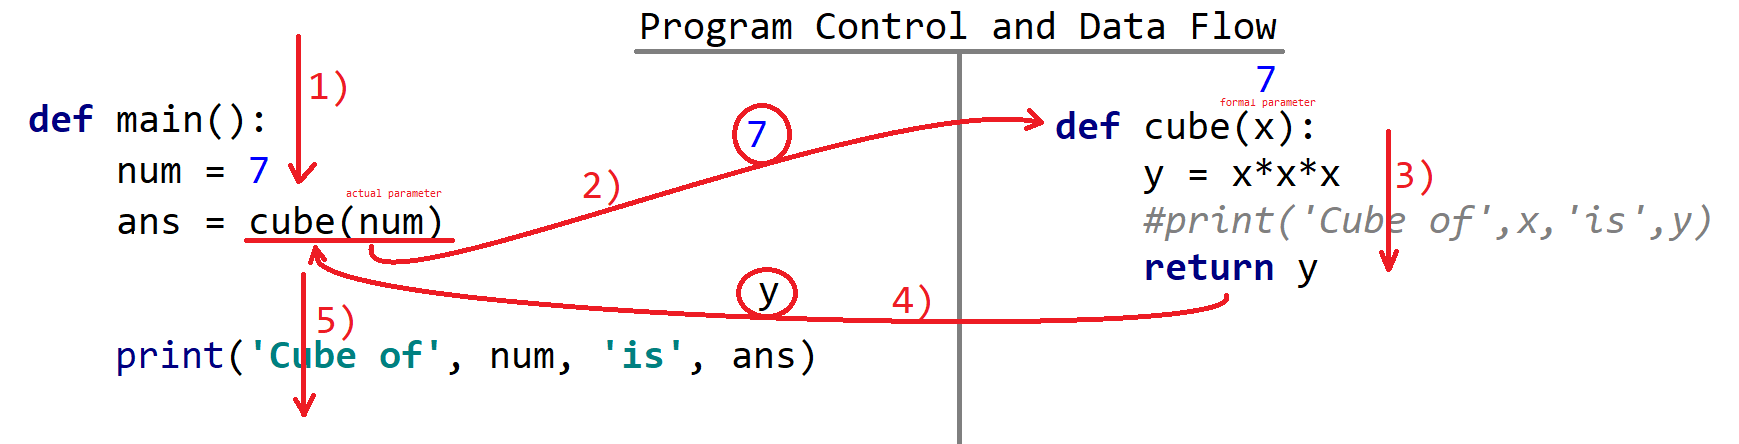 Program Control and Data Flow
1)
def main():
num = 7
actual parameter
ans = cube(num)
5)
print('Cube of', num, 'is', ans)
2)
7
y
4)
7
formal parameter
def cube(x):
y = x*x*x
3)
#print('Cube of',x,'is',y)
return y